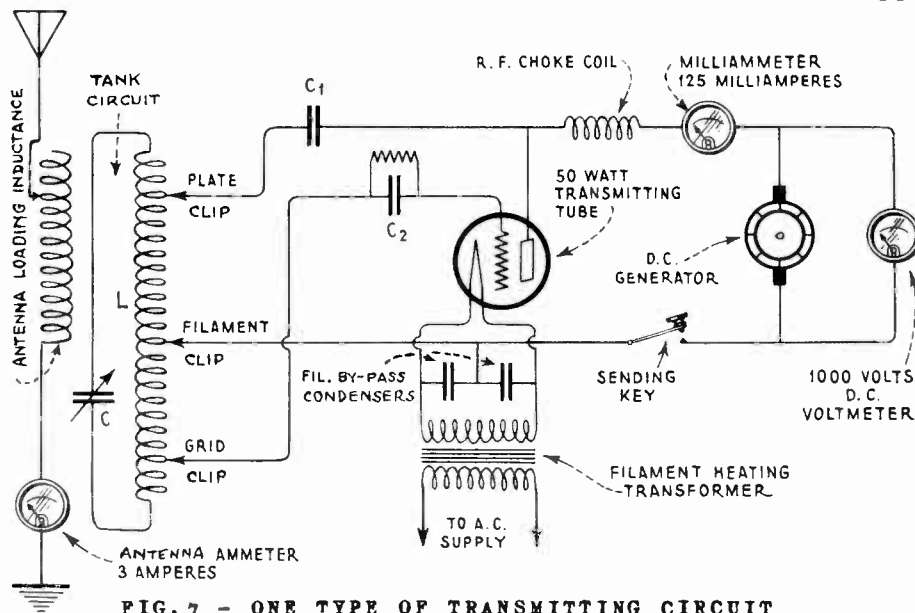 ANTENNA LOADING INDUCTANCE
TANK
CIRCUIT
L
C
PLATE
CLIP
FILAMENT
CLIP
GRID
CLIP
C1
C2
R.F. CHOKE COIL
MILLIAMMETER
125 MILLIAMPERES
50 WATT
TRANSMITTING
TUBE
D.C.
GENERATOR
FIL. BY-PASS
CONDENSERS
SENDING
KEY
1000 VOLTS
D.C.
VOLTMETER
FILAMENT HEATING
TRANSFORMER
TO A.C.
SUPPLY
ANTENNA AMMETER
3 AMPERES
FIG. 7 - ONE TYPE OF TRANSMITTING CIRCUIT